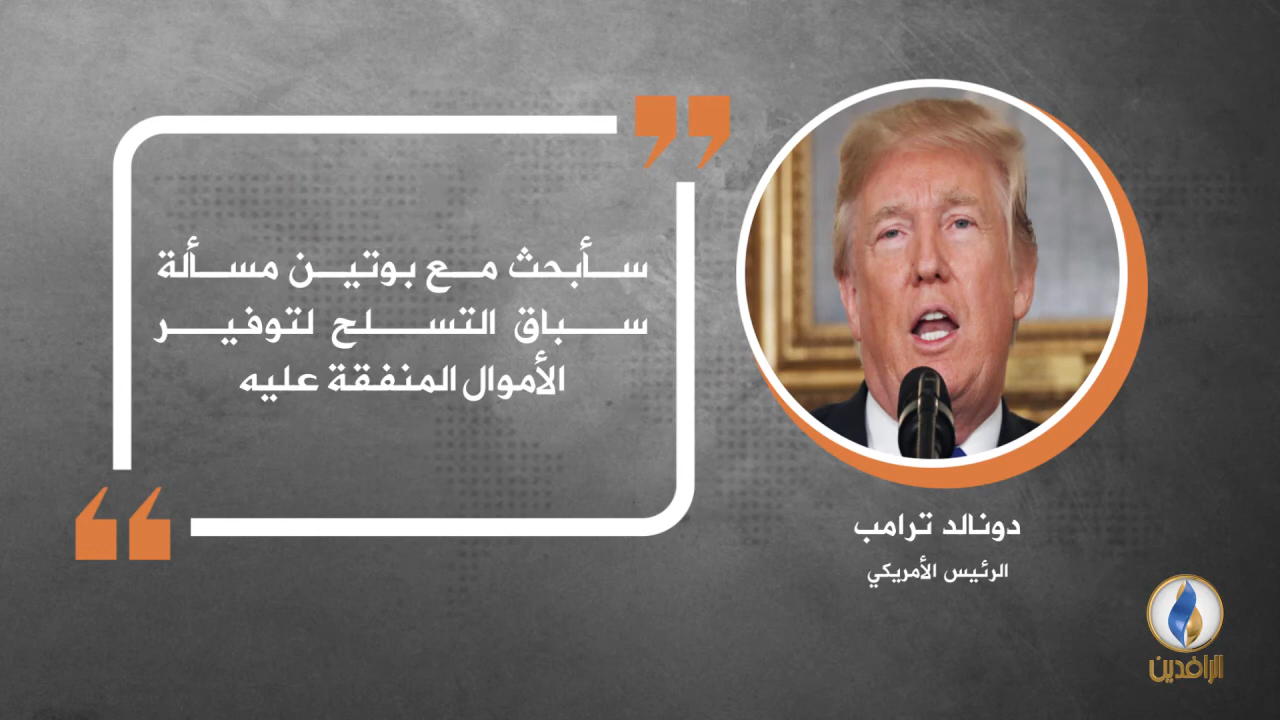 سأبحث مع بوتين مسألة
سباق التسلح لتوفير
الأموال المنفقة عليه
دونالد ترامب
الرئيس الأمريكي
الرافدين